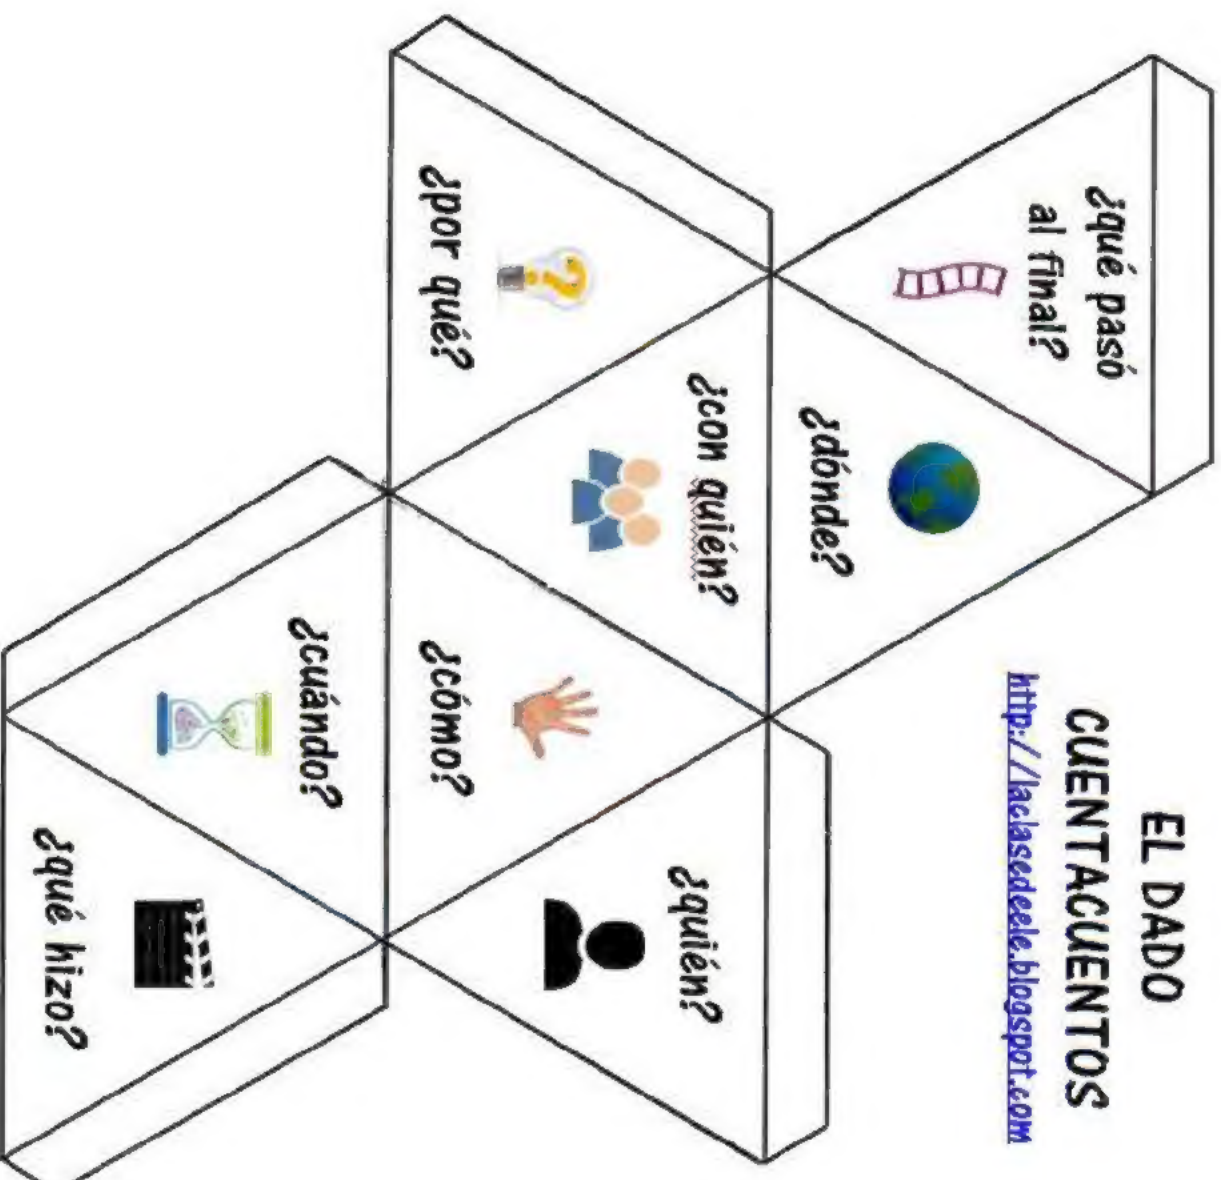 EL DADO
CUENTACUENTOS
http://laclasedeele.blogspot.com
¿qué pasó
al final?
¿dónde?
¿con quién?
¿quién?
¿por qué?
¿cómo?
¿cuándo?
¿qué hizo?